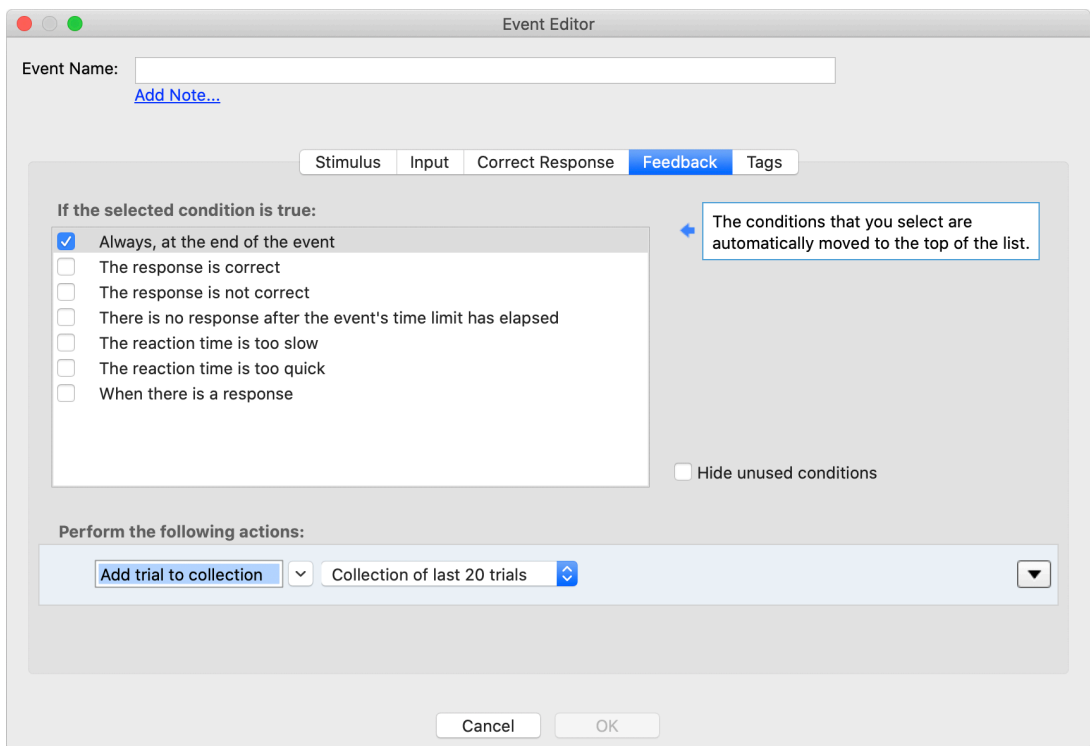 Event Editor
Event Name:
Add Note...
Stimulus Input Correct Response Feedback Tags
If the selected condition is true:
Always, at the end of the event
The response is correct
The response is not correct
There is no response after the event's time limit has elapsed
The reaction time is too slow
The reaction time is too quick
When there is a response
The conditions that you select are
automatically moved to the top of the list.
Hide unused conditions
Perform the following actions:
Add trial to collection Collection of last 20 trials
Cancel OK